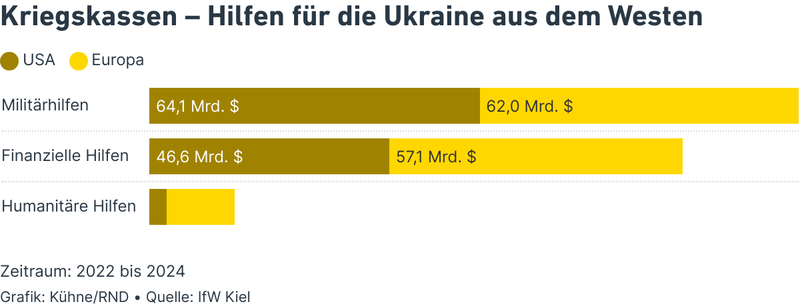 Kriegskassen – Hilfen für die Ukraine aus dem Westen
USA Europa
Militärhilfen 64,1 Mrd. $ 62,0 Mrd. $
Finanzielle Hilfen 46,6 Mrd. $ 57,1 Mrd. $
Humanitäre Hilfen
Zeitraum: 2022 bis 2024
Grafik: Kühne/RND • Quelle: IfW Kiel